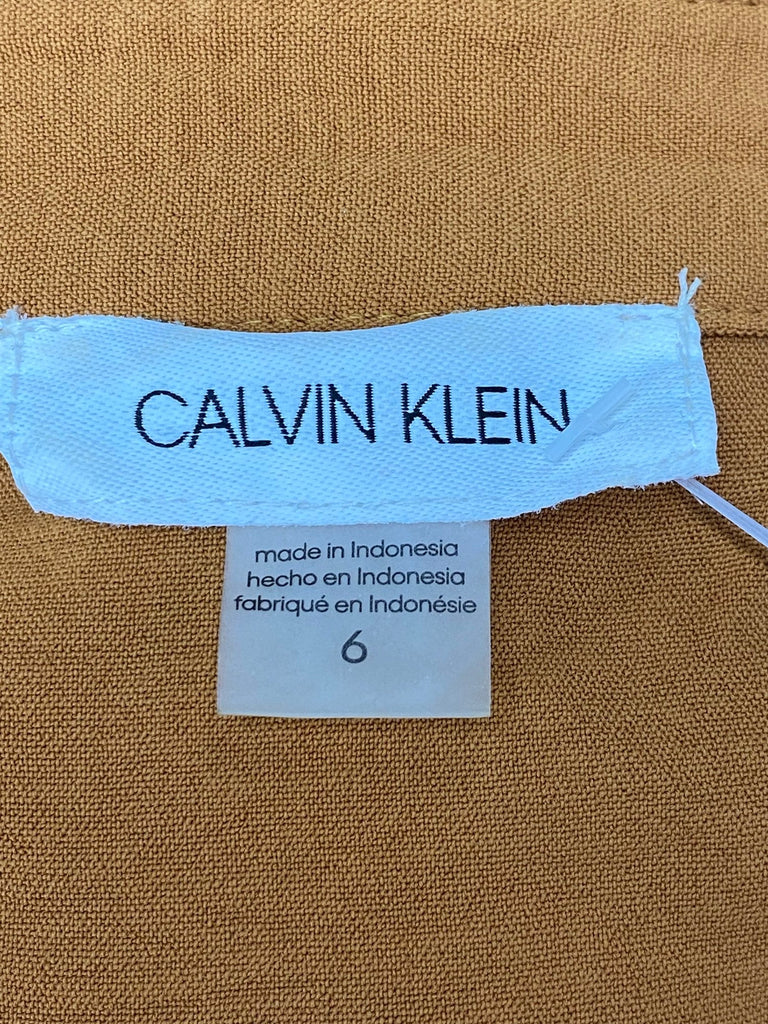 CALVIN KLEIN
made in Indonesia
hecho en Indonesia
fabriqué en Indonésie
6